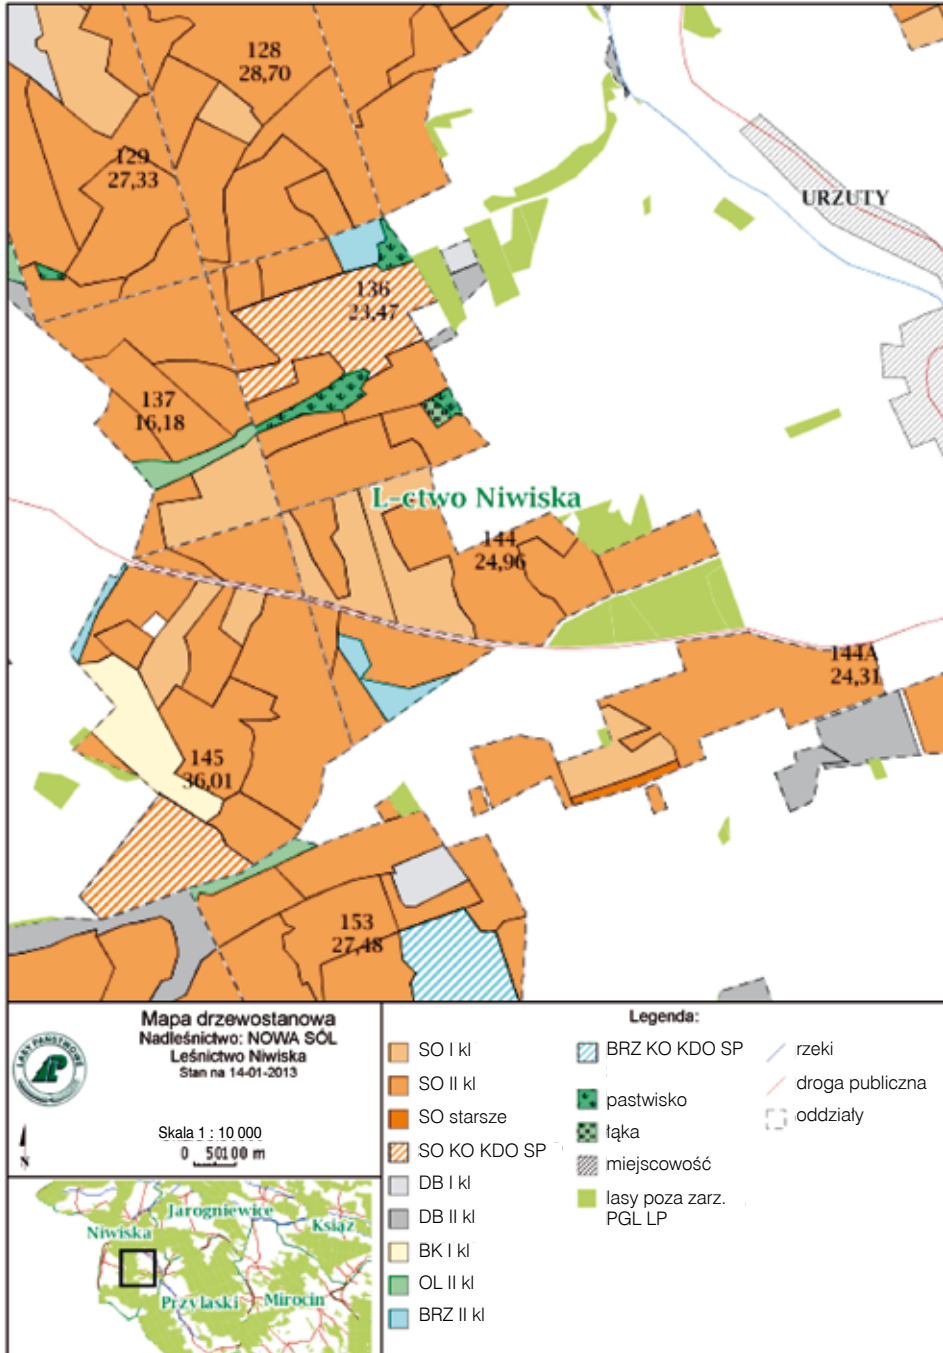 128
28,70
129
27,33
URZUTY
136
23,47
137
16,18
L-ctwo Niwiska
144
24,96
144A
24,31
145
36,01
153
27,48
Mapa drzewostanowa
Nadleśnictwo: NOWA SÓL
Leśnictwo Niwiska
Stan na 14-01-2013
LASY PAŃSTWOWE
Skala 1 : 10 000
0 50100 m
N
Jarogniewice
Książ
Niwiska
Przylaski
Mirocin
Legenda:
SO I kl
SO II kl
SO starsze
SO KO KDO SP
DB I kl
DB II kl
BK I kl
OL II kl
BRZ II kl
BRZ KO KDO SP
pastwisko
łąka
miejscowość
lasy poza zarz.
PGL LP
rzeki
droga publiczna
oddziały